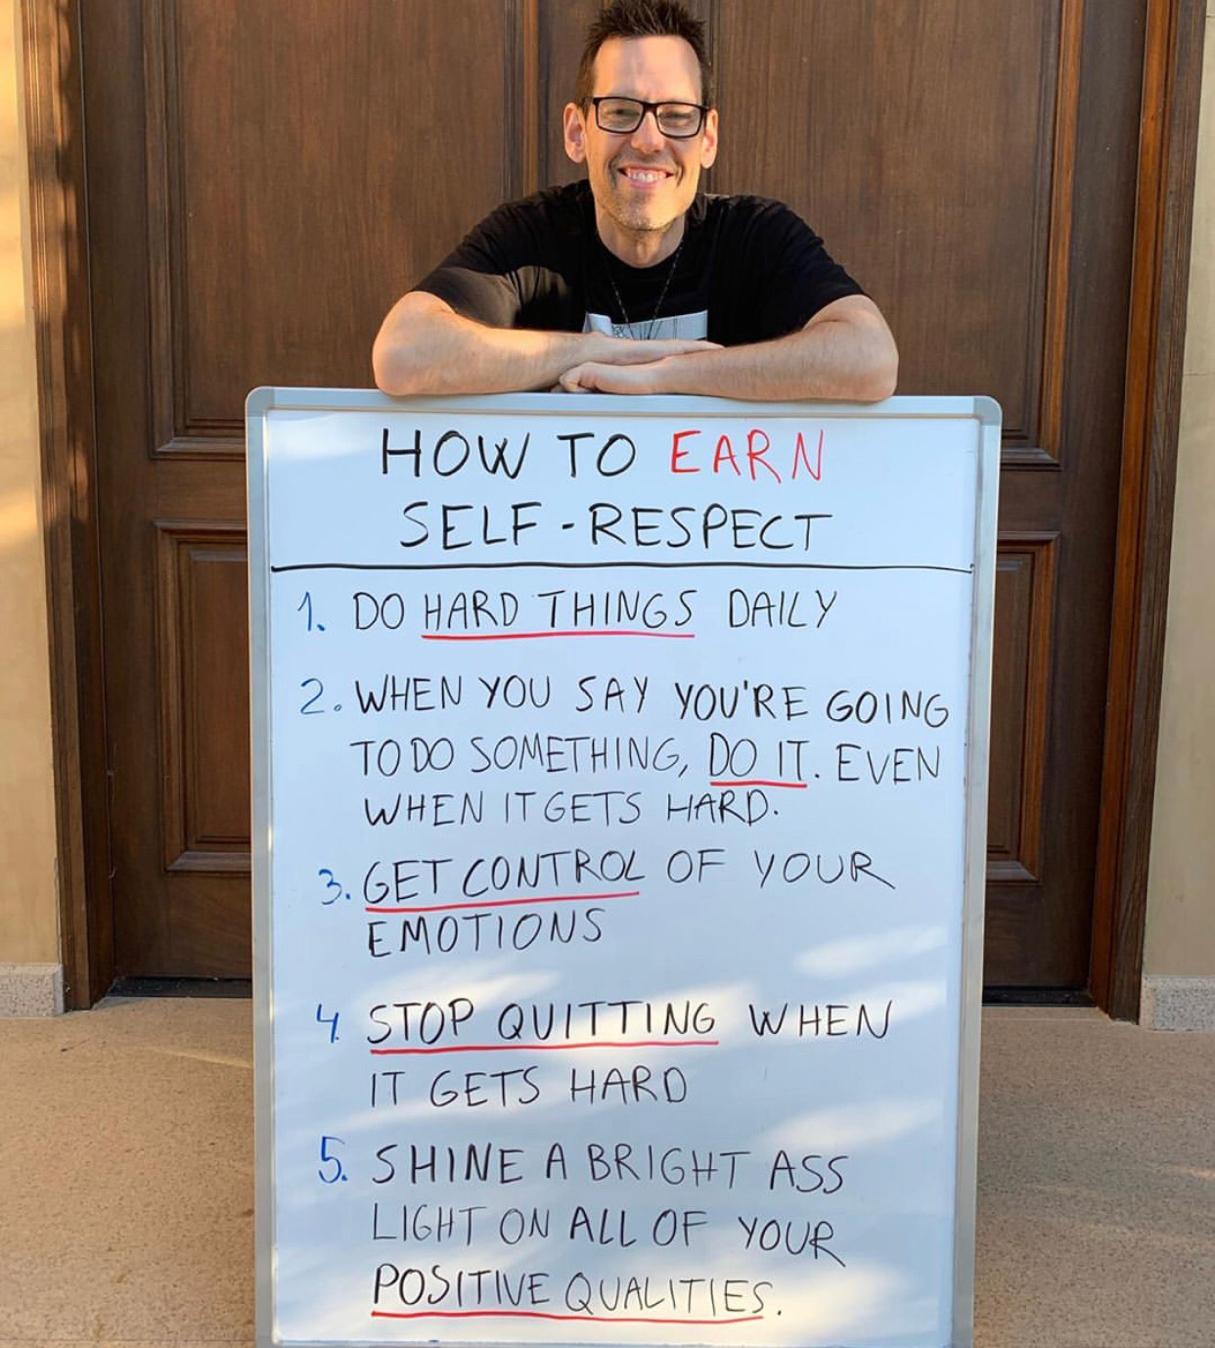 HOW TO EARN
SELF-RESPECT
1. DO HARD THINGS DAILY
2. WHEN YOU SAY YOU'RE GOING
TO DO SOMETHING, DO IT. EVEN
WHEN IT GETS HARD.
3. GET CONTROL OF YOUR
EMOTIONS
4. STOP QUITTING WHEN
IT GETS HARD
5. SHINE A BRIGHT ASS
LIGHT ON ALL OF YOUR
POSITIVE QUALITIES.